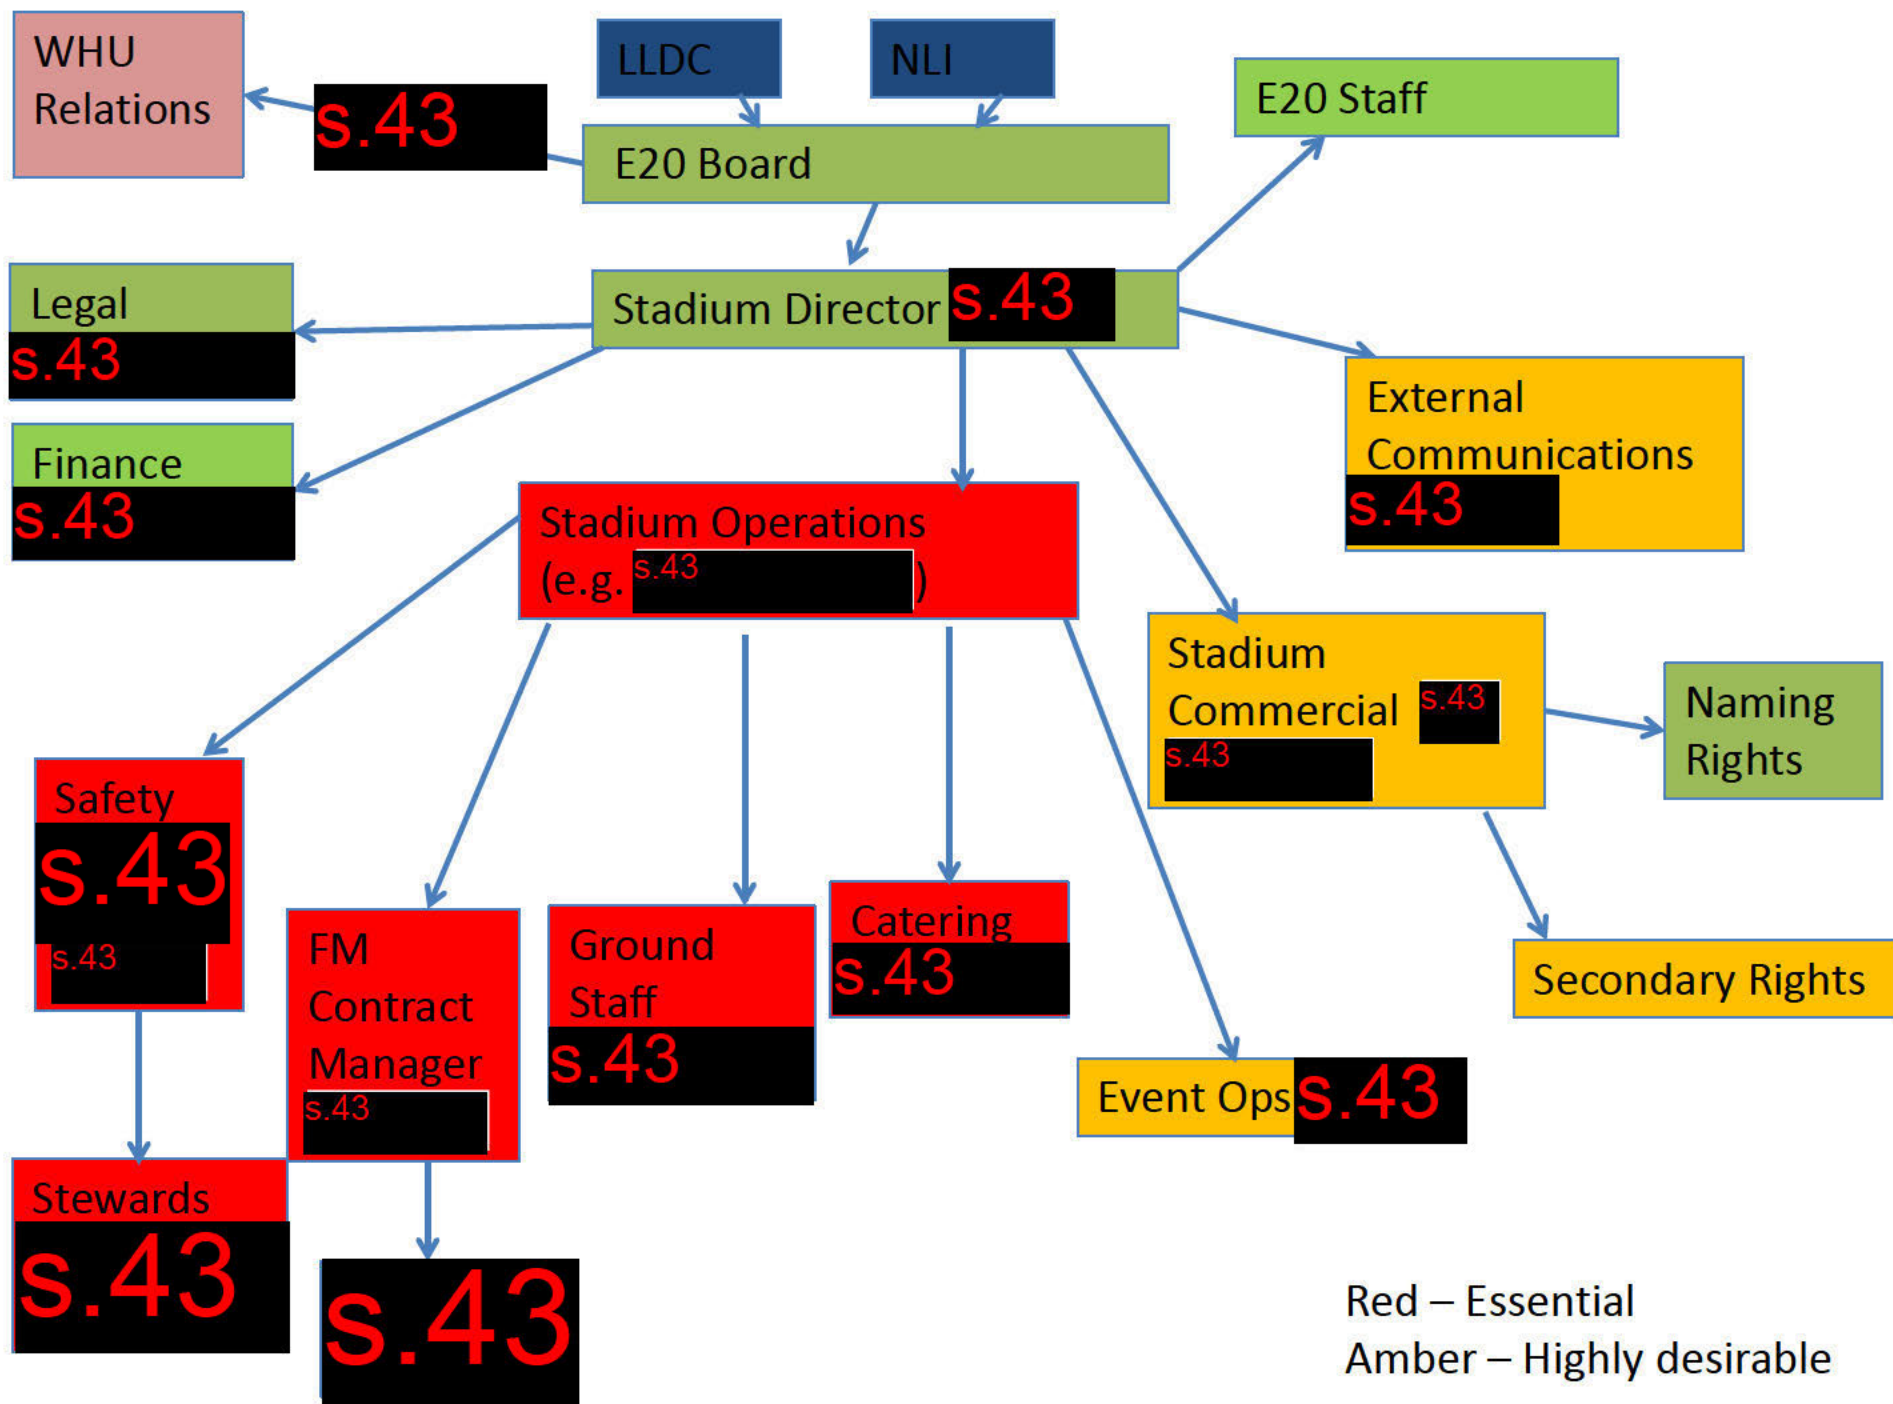 WHU
Relations
s.43
LLDC
NLI
E20 Staff
E20 Board
Legal
s.43
Stadium Director s.43
External
Communications
s.43
Finance
s.43
Stadium Operations
(e.g. s.43 )
Stadium
Commercial s.43
s.43
Naming
Rights
Safety
s.43
s.43
FM
Contract
Manager
s.43
Ground
Staff
s.43
Catering
s.43
Secondary Rights
Event Ops s.43
Stewards
s.43
s.43
Red – Essential
Amber – Highly desirable